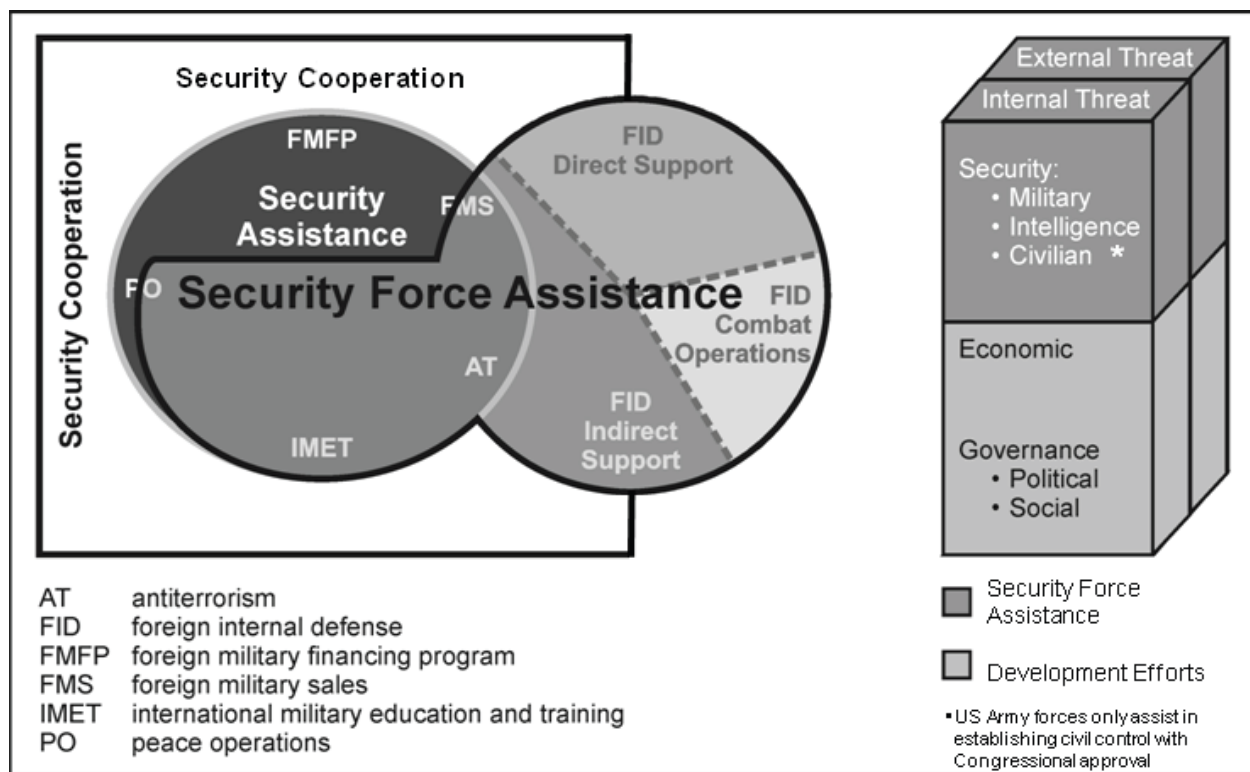 Security Cooperation
Security Cooperation
FMFP
Security
Assistance
FMS
PO
Security Force Assistance
AT
IMET
FID
Direct Support
FID
Combat
Operations
FID
Indirect
Support
External Threat
Internal Threat
Security:
• Military
• Intelligence
• Civilian *
Economic
Governance
• Political
• Social
Security Force
Assistance
Development Efforts
▪US Army forces only assist in
establishing civil control with
Congressional approval
AT antiterrorism
FID foreign internal defense
FMFP foreign military financing program
FMS foreign military sales
IMET international military education and training
PO peace operations